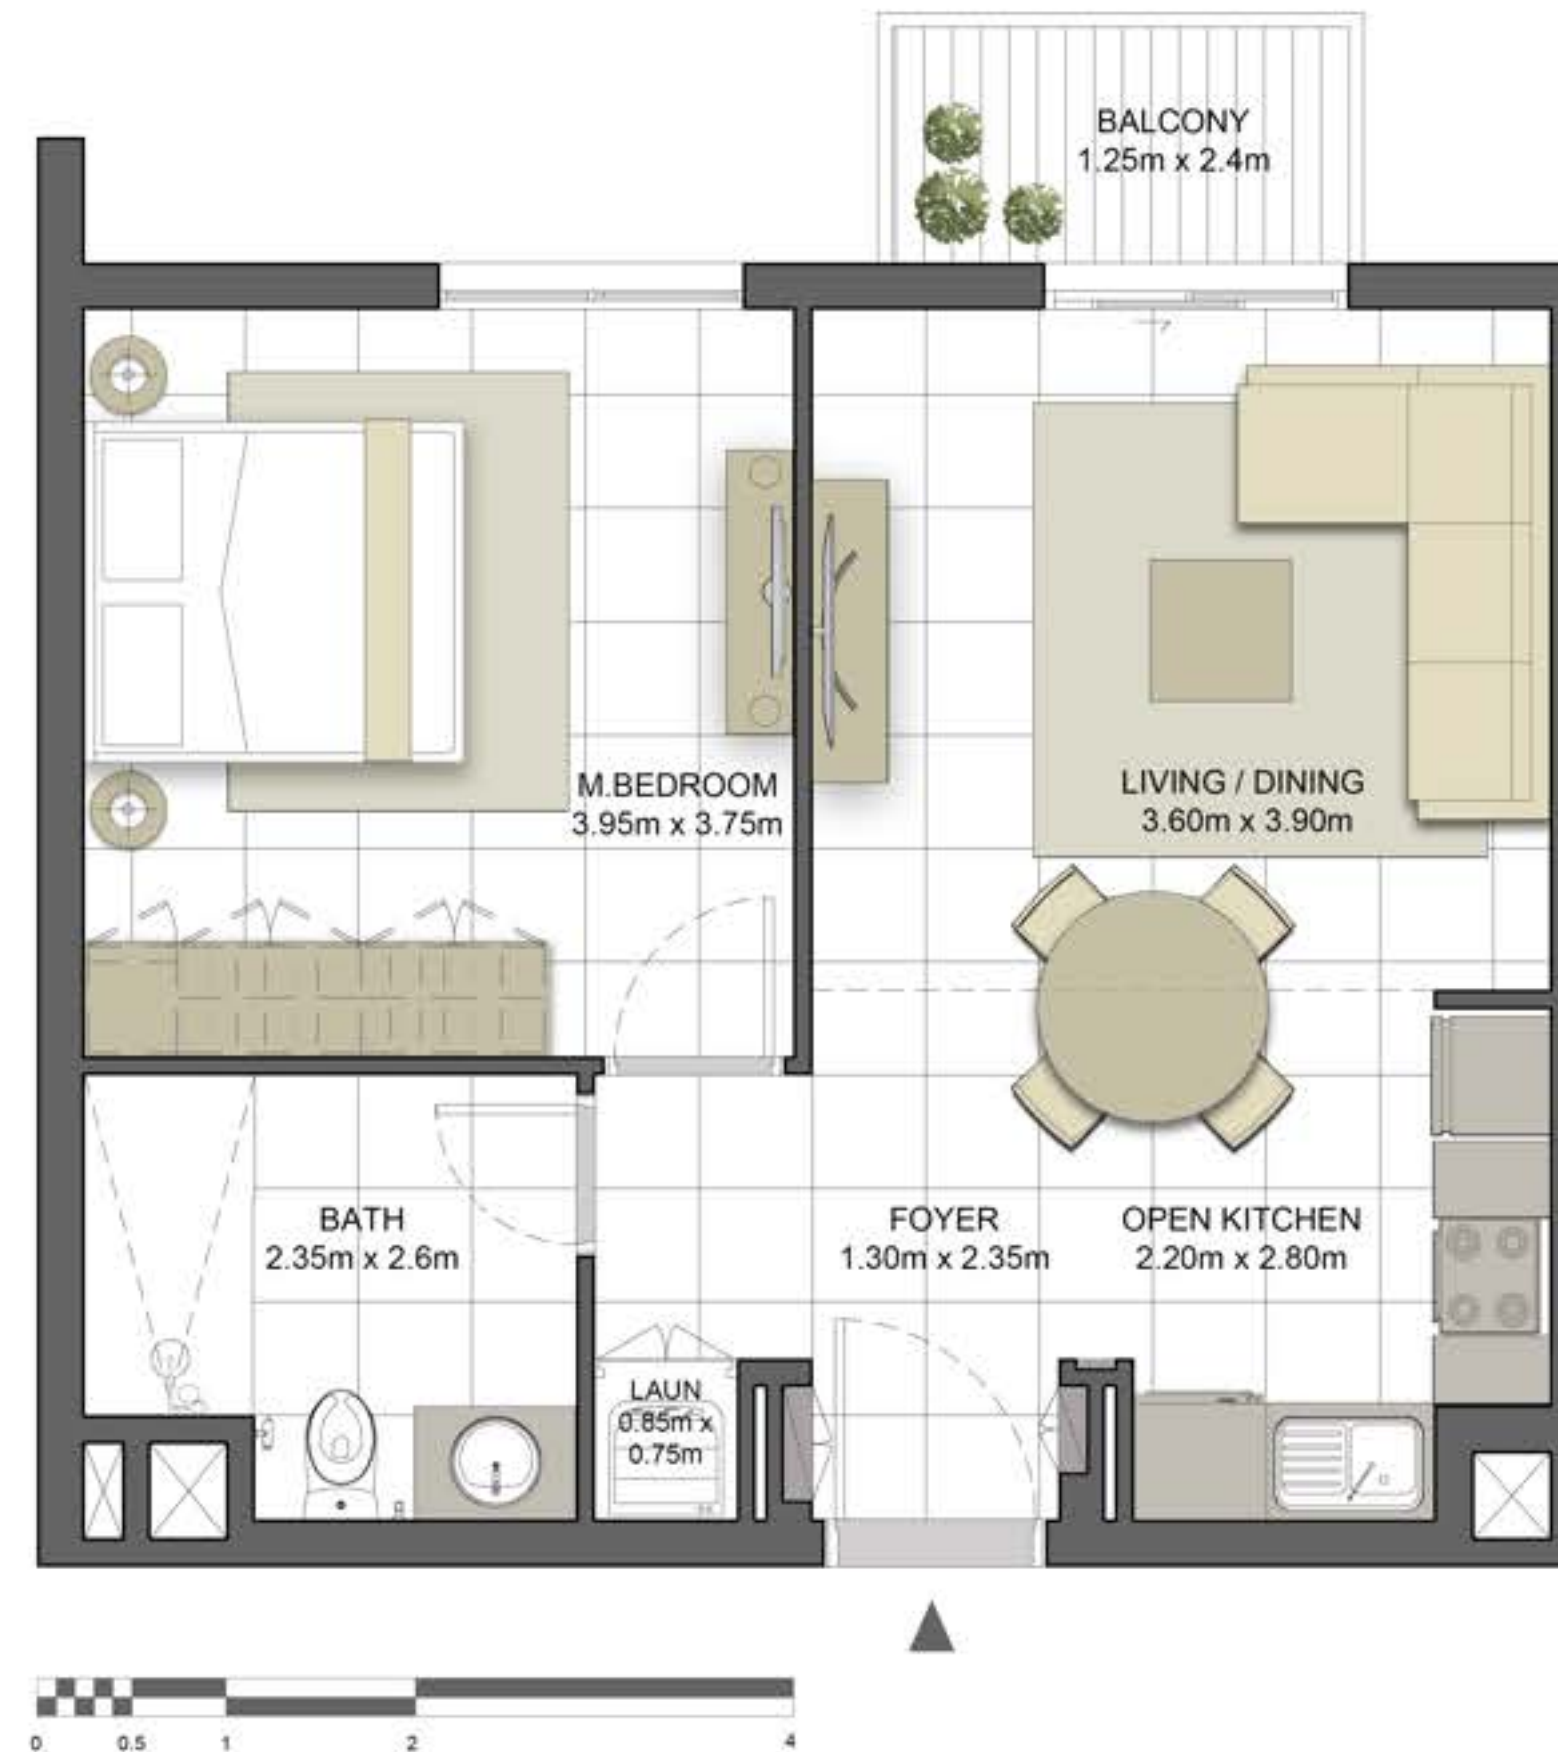 BALCONY
1.25m x 2.4m
M.BEDROOM
3.95m x 3.75m
LIVING / DINING
3.60m x 3.90m
BATH
2.35m x 2.6m
FOYER
1.30m x 2.35m
OPEN KITCHEN
2.20m x 2.80m
LAUN
0.85m x
0.75m
0 0.5 1 2 4